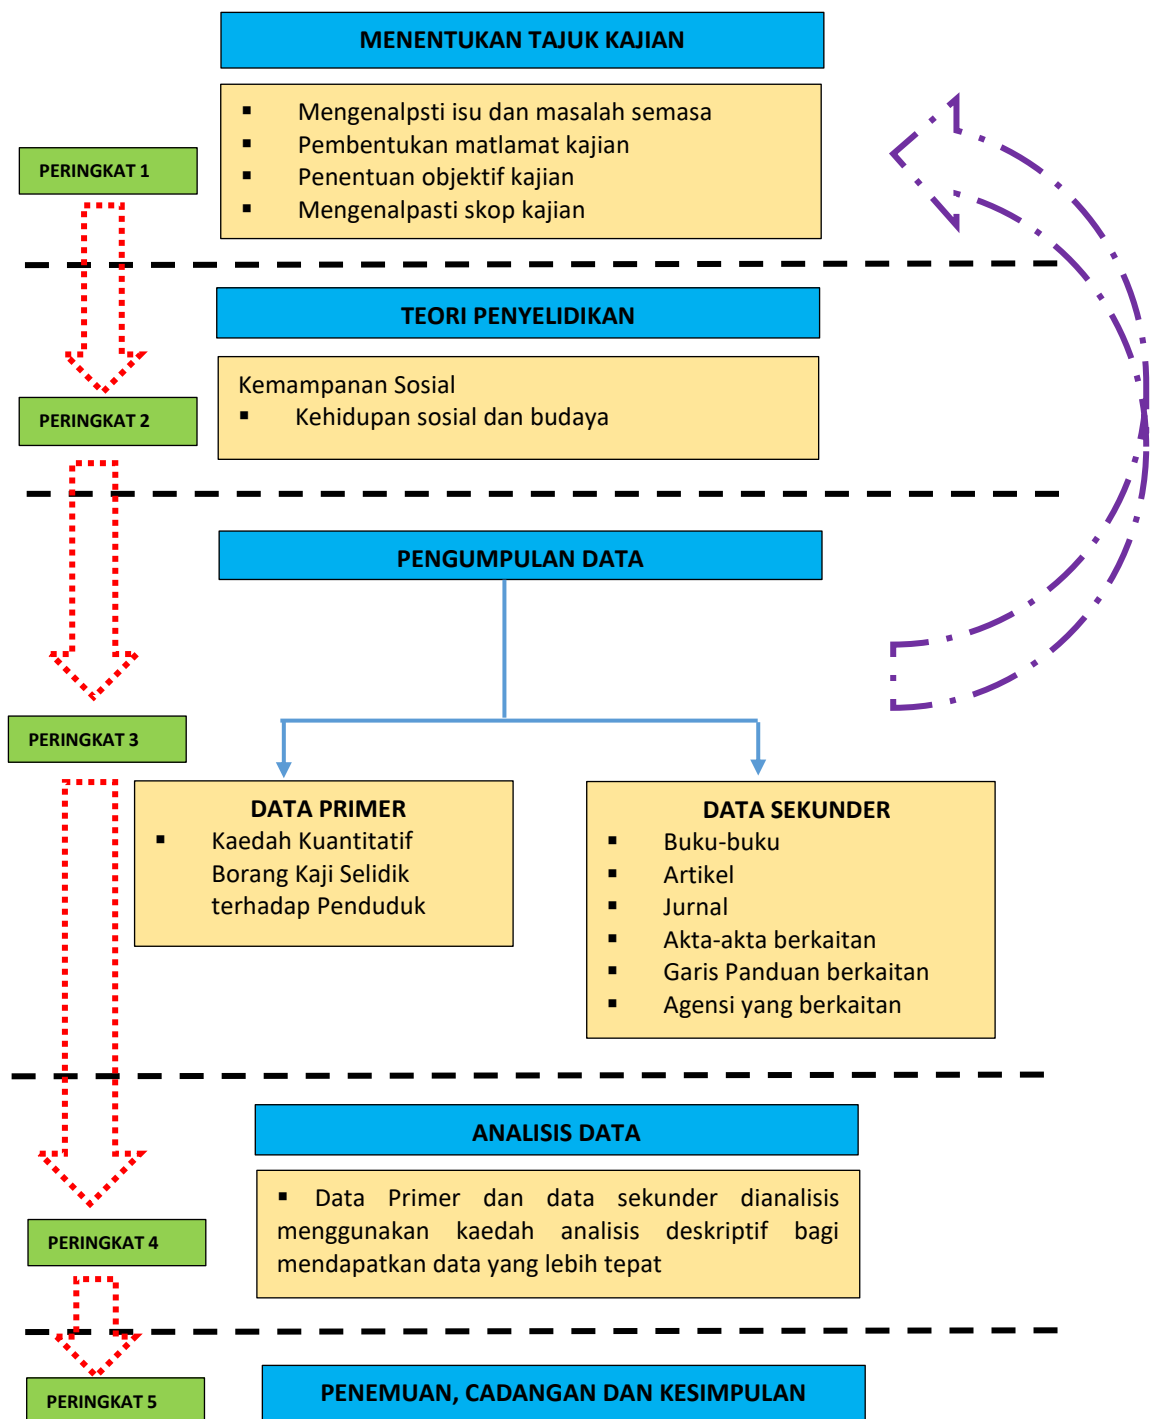 MENENTUKAN TAJUK KAJIAN
▪ Mengenalpsti isu dan masalah semasa
▪ Pembentukan matlamat kajian
▪ Penentuan objektif kajian
▪ Mengenalpasti skop kajian
PERINGKAT 1
TEORI PENYELIDIKAN
Kemampanan Sosial
▪ Kehidupan sosial dan budaya
PERINGKAT 2
PENGUMPULAN DATA
PERINGKAT 3
DATA PRIMER
▪ Kaedah Kuantitatif
Borang Kaji Selidik
terhadap Penduduk
DATA SEKUNDER
▪ Buku-buku
▪ Artikel
▪ Jurnal
▪ Akta-akta berkaitan
▪ Garis Panduan berkaitan
▪ Agensi yang berkaitan
ANALISIS DATA
▪ Data Primer dan data sekunder dianalisis
menggunakan kaedah analisis deskriptif bagi
mendapatkan data yang lebih tepat
PERINGKAT 4
PENEMUAN, CADANGAN DAN KESIMPULAN
PERINGKAT 5